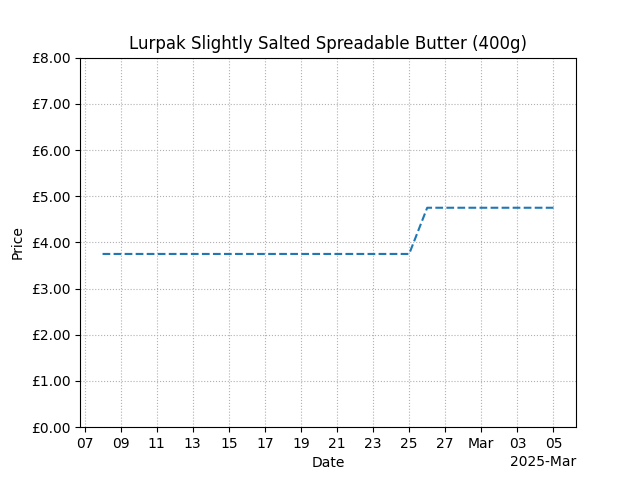 Lurpak Slightly Salted Spreadable Butter (400g)
£8.00
£7.00
£6.00
£5.00
£4.00
£3.00
£2.00
£1.00
£0.00
Price
07 09 11 13 15 17 19 21 23 25 27 Mar 03 05
Date
2025-Mar